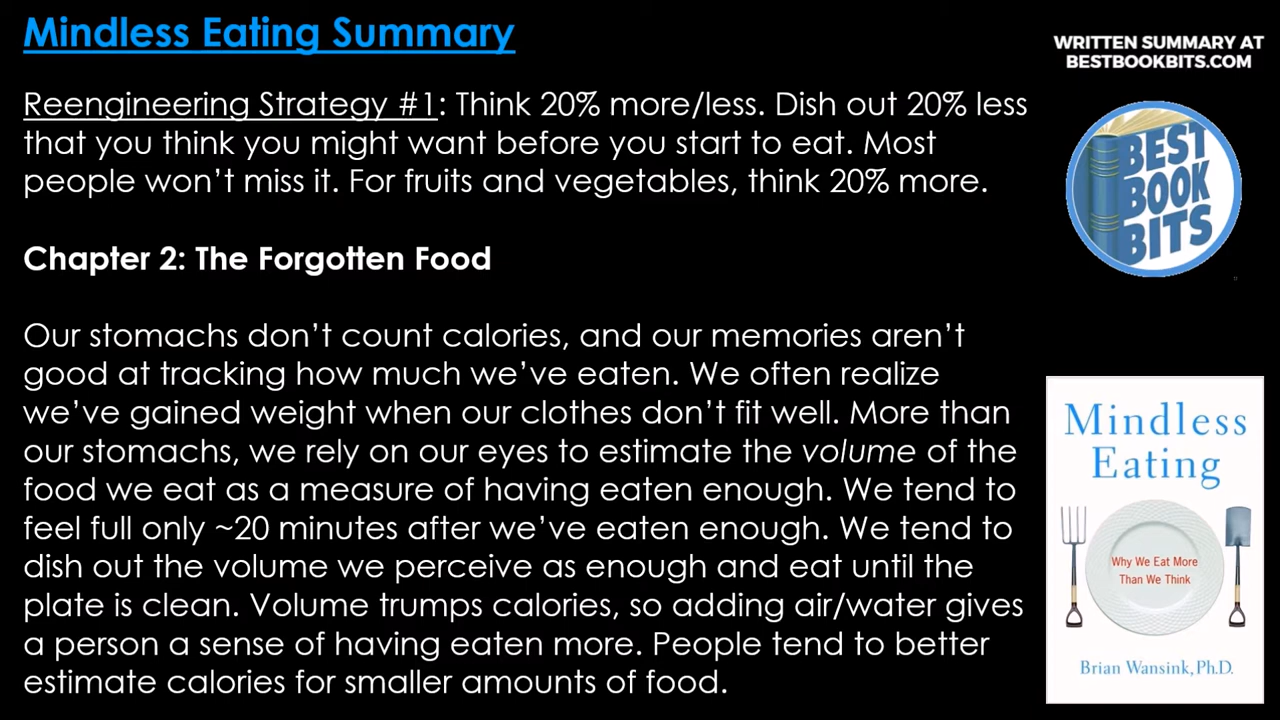 Mindless Eating Summary
WRITTEN SUMMARY AT
BESTBOOKBITS.COM
Reengineering Strategy #1: Think 20% more/less. Dish out 20% less
that you think you might want before you start to eat. Most
people won't miss it. For fruits and vegetables, think 20% more.
BEST
BOOK
BITS
Chapter 2: The Forgotten Food
Our stomachs don't count calories, and our memories aren't
good at tracking how much we've eaten. We often realize
we've gained weight when our clothes don't fit well. More than
our stomachs, we rely on our eyes to estimate the volume of the
food we eat as a measure of having eaten enough. We tend to
feel full only ~20 minutes after we've eaten enough. We tend to
dish out the volume we perceive as enough and eat until the
plate is clean. Volume trumps calories, so adding air/water gives
a person a sense of having eaten more. People tend to better
estimate calories for smaller amounts of food.
Mindless
Eating
Why We Eat More
Than We Think
Brian Wansink, Ph.D.